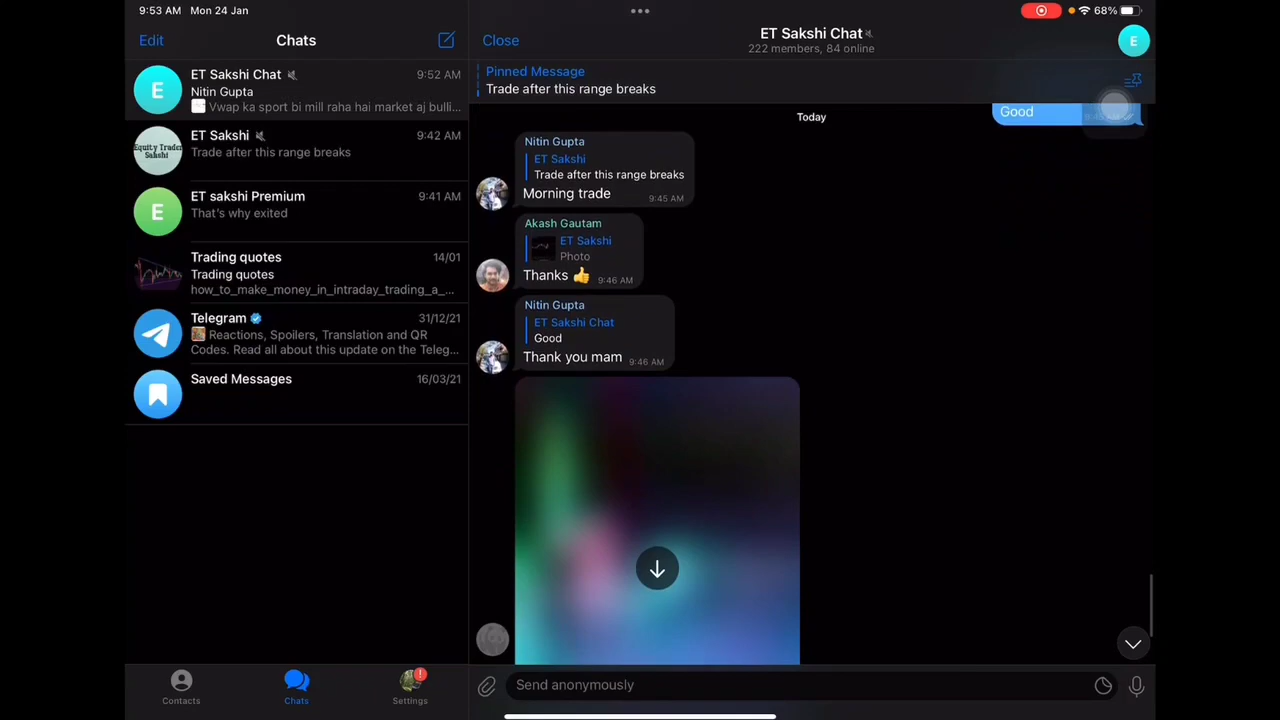 9:53 AM Mon 24 Jan
68%
Edit
Chats
ET Sakshi Chat
9:52 AM
Nitin Gupta
Vwap ka sport bi mill raha hai market aj bulli...
E
ET Sakshi
9:42 AM
Trade after this range breaks
Equity Trader
Sakshi
ET sakshi Premium
9:41 AM
That's why exited
E
Trading quotes
14/01
Trading quotes
how_to_make_money_in_intraday_trading_a_...
Telegram
31/12/21
Reactions, Spoilers, Translation and QR
Codes. Read all about this update on the Teleg...
Saved Messages
16/03/21
Contacts
Chats
Settings
!
Close
ET Sakshi Chat
222 members, 84 online
E
Pinned Message
Trade after this range breaks
Good
9:45 AM
Today
Nitin Gupta
ET Sakshi
Trade after this range breaks
Morning trade
9:45 AM
Akash Gautam
ET Sakshi
Photo
Thanks 👍
9:46 AM
Nitin Gupta
ET Sakshi Chat
Good
Thank you mam
9:46 AM
Send anonymously